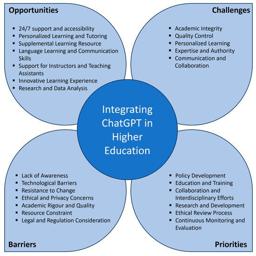 Opportunities
24/7 support and accessibility
Personalized Learning and Tutoring
Supplemental Learning Resource
Language Learning and Communication
Skills
Support for Instructors and Teaching
Assistants
Innovative Learning Experience
Research and Data Analysis
Challenges
Academic Integrity
Quality Control
Personalized Learning
Expertise and Authority
Communication and
Collaboration
Integrating
ChatGPT in
Higher
Education
Lack of Awareness
Technological Barriers
Resistance to Change
Ethical and Privacy Concerns
Academic Rigour and Quality
Resource Constraint
Legal and Regulation Consideration
Barriers
Policy Development
Education and Training
Collaboration and
Interdisciplinary Efforts
Research and Development
Ethical Review Process
Continuous Monitoring and
Evaluation
Priorities